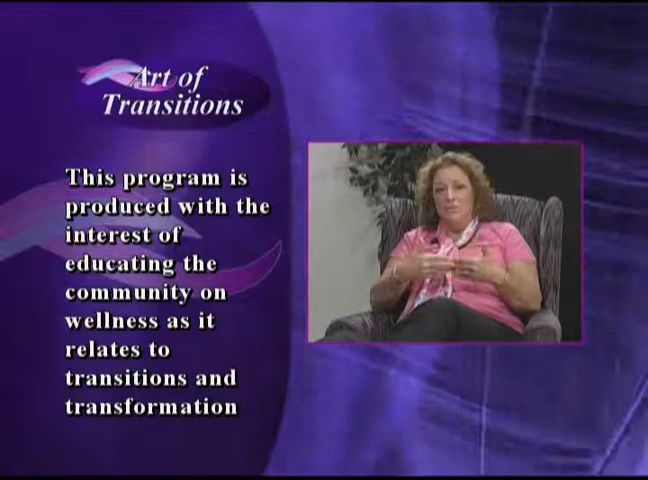 Art of
Transitions
This program is
produced with the
interest of
educating the
community on
wellness as it
relates to
transitions and
transformation